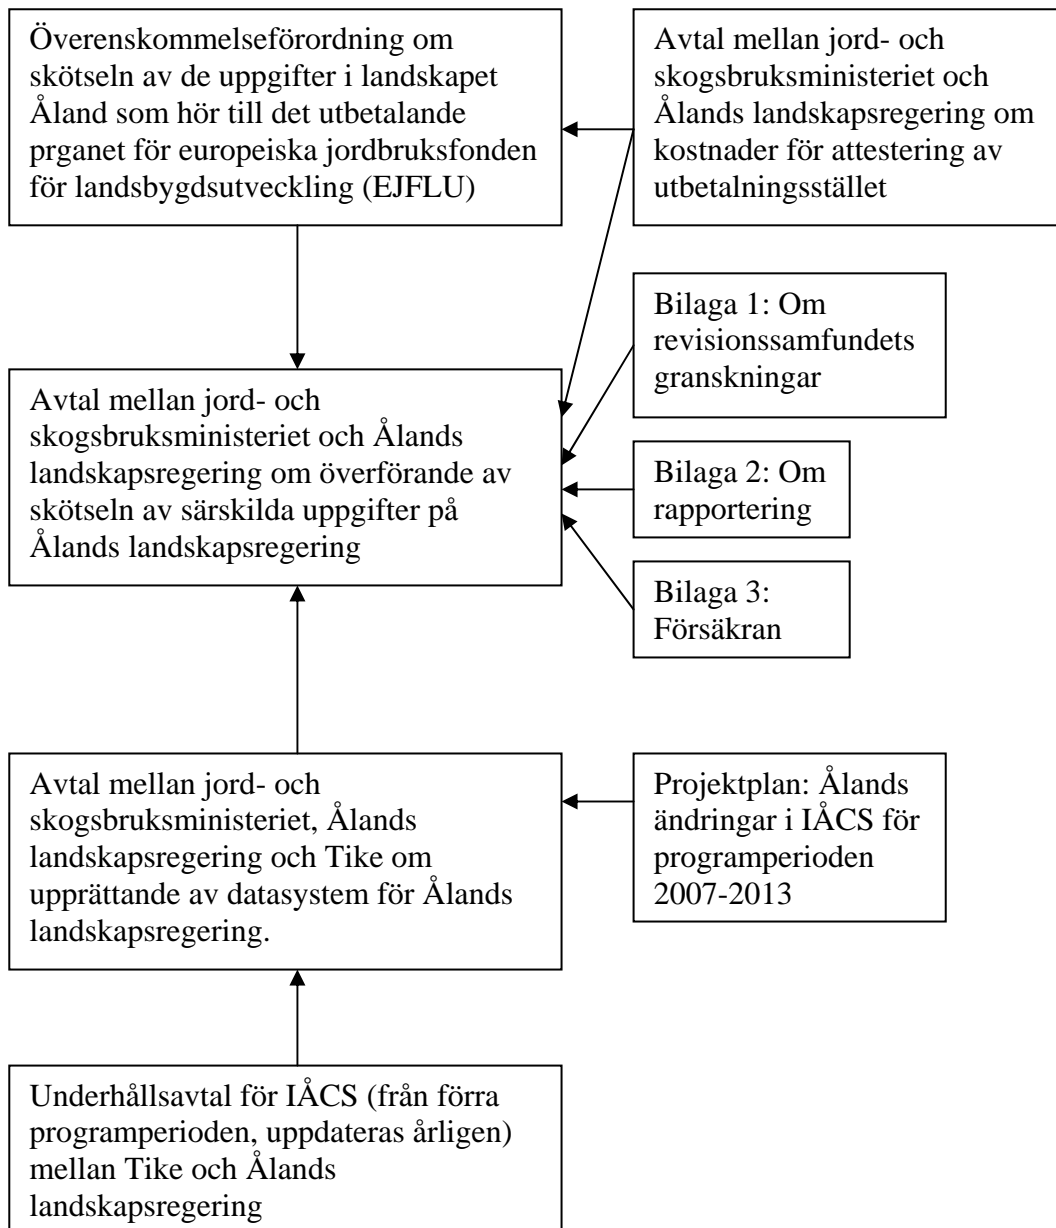 Överenskommelseförordning om
skötseln av de uppgifter i landskapet
Åland som hör till det utbetalande
prganet för europeiska jordbruksfonden
för landsbygdsutveckling (EJFLU)
Avtal mellan jord- och
skogsbruksministeriet och
Ålands landskapsregering om
kostnader för attestering av
utbetalningsstället
Bilaga 1: Om
revisionssamfundets
granskningar
Avtal mellan jord- och
skogsbruksministeriet och Ålands
landskapsregering om överförande av
skötseln av särskilda uppgifter på
Ålands landskapsregering
Bilaga 2: Om
rapportering
Bilaga 3:
Försäkran
Avtal mellan jord- och
skogsbruksministeriet, Ålands
landskapsregering och Tike om
upprättande av datasystem för Ålands
landskapsregering.
Projektplan: Ålands
ändringar i IÅCS för
programperioden
2007-2013
Underhållsavtal för IÅCS (från förra
programperioden, uppdateras årligen)
mellan Tike och Ålands
landskapsregering